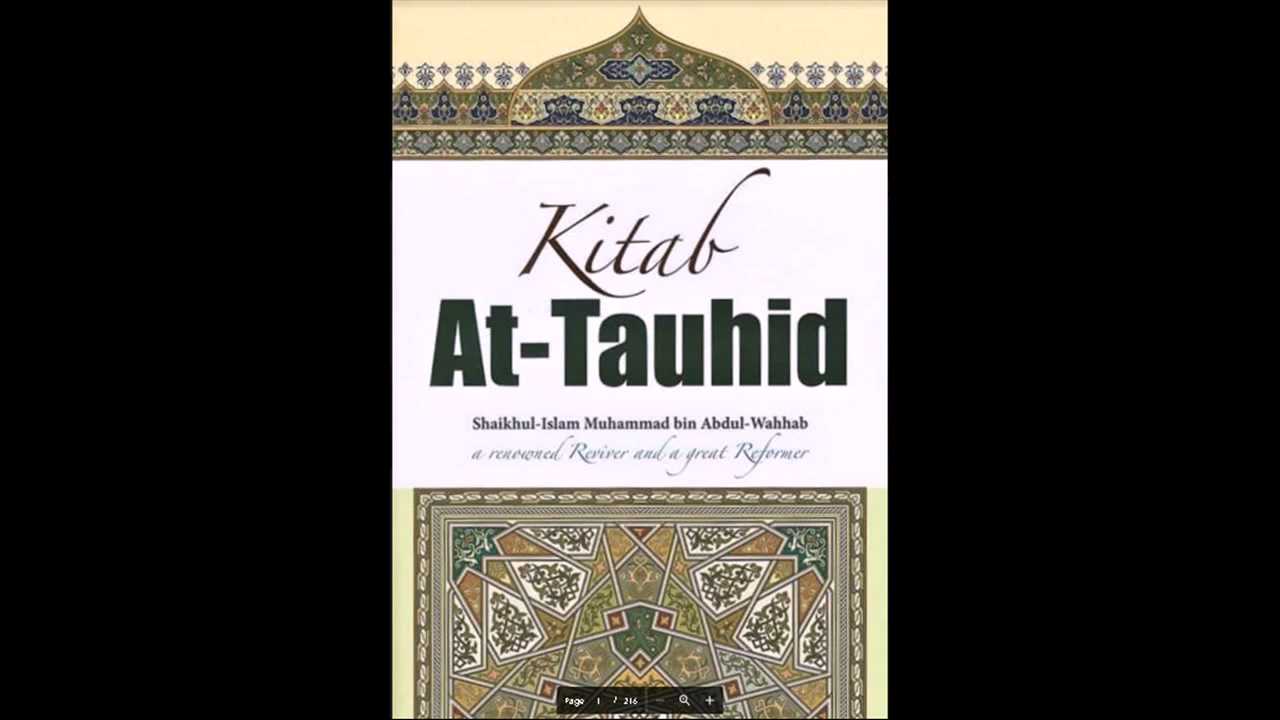 Kitab
At-Tauhid
Shaikhul-Islam Muhammad bin Abdul-Wahhab
a renowned Reviver and a great Reformer
Page 1 / 216